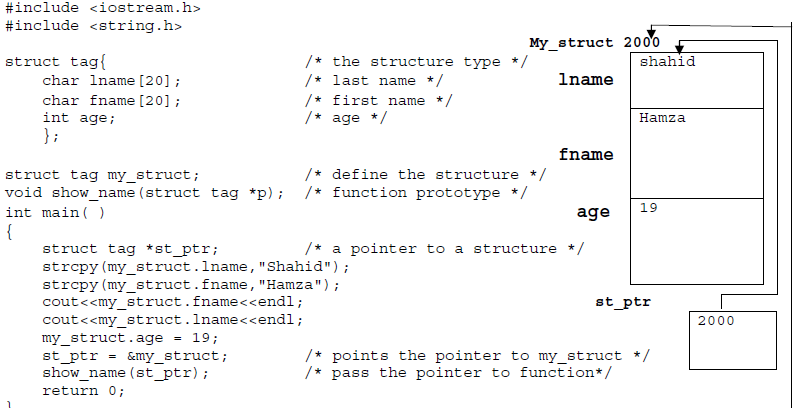 #include <iostream.h>
#include <string.h>
My_struct 2000
struct tag{ /* the structure type */
char lname[20]; /* last name */
char fname[20]; /* first name */
int age; /* age */
};
struct tag my_struct; /* define the structure */
void show_name(struct tag *p); /* function prototype */
int main( )
{
struct tag *st_ptr; /* a pointer to a structure */
strcpy(my_struct.lname,"Shahid");
strcpy(my_struct.fname,"Hamza");
cout<<my_struct.fname<<endl;
cout<<my_struct.lname<<endl;
my_struct.age = 19;
st_ptr = &my_struct; /* points the pointer to my_struct */
show_name(st_ptr); /* pass the pointer to function*/
return 0;
}
lname
shahid
fname
Hamza
age
19
st_ptr
2000